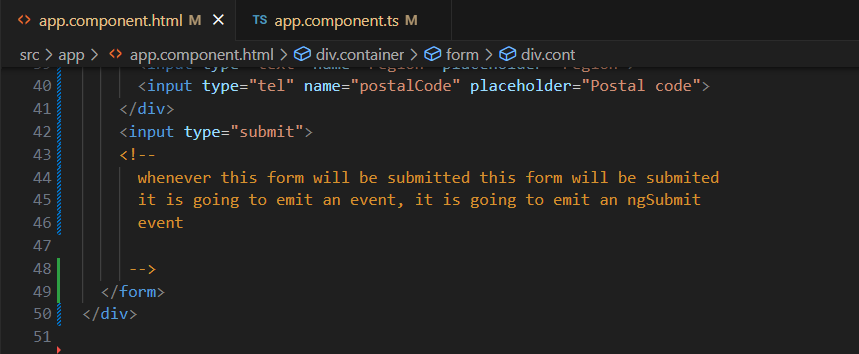 app.component.html M
TS app.component.ts M
src > app > app.component.html > div.container > form > div.cont
40 <input type="tel" name="postalCode" placeholder="Postal code">
41 </div>
42 <input type="submit">
43 <!--
44 whenever this form will be submitted this form will be submited
45 it is going to emit an event, it is going to emit an ngSubmit
46 event
47
48 -->
49 </form>
50 </div>
51